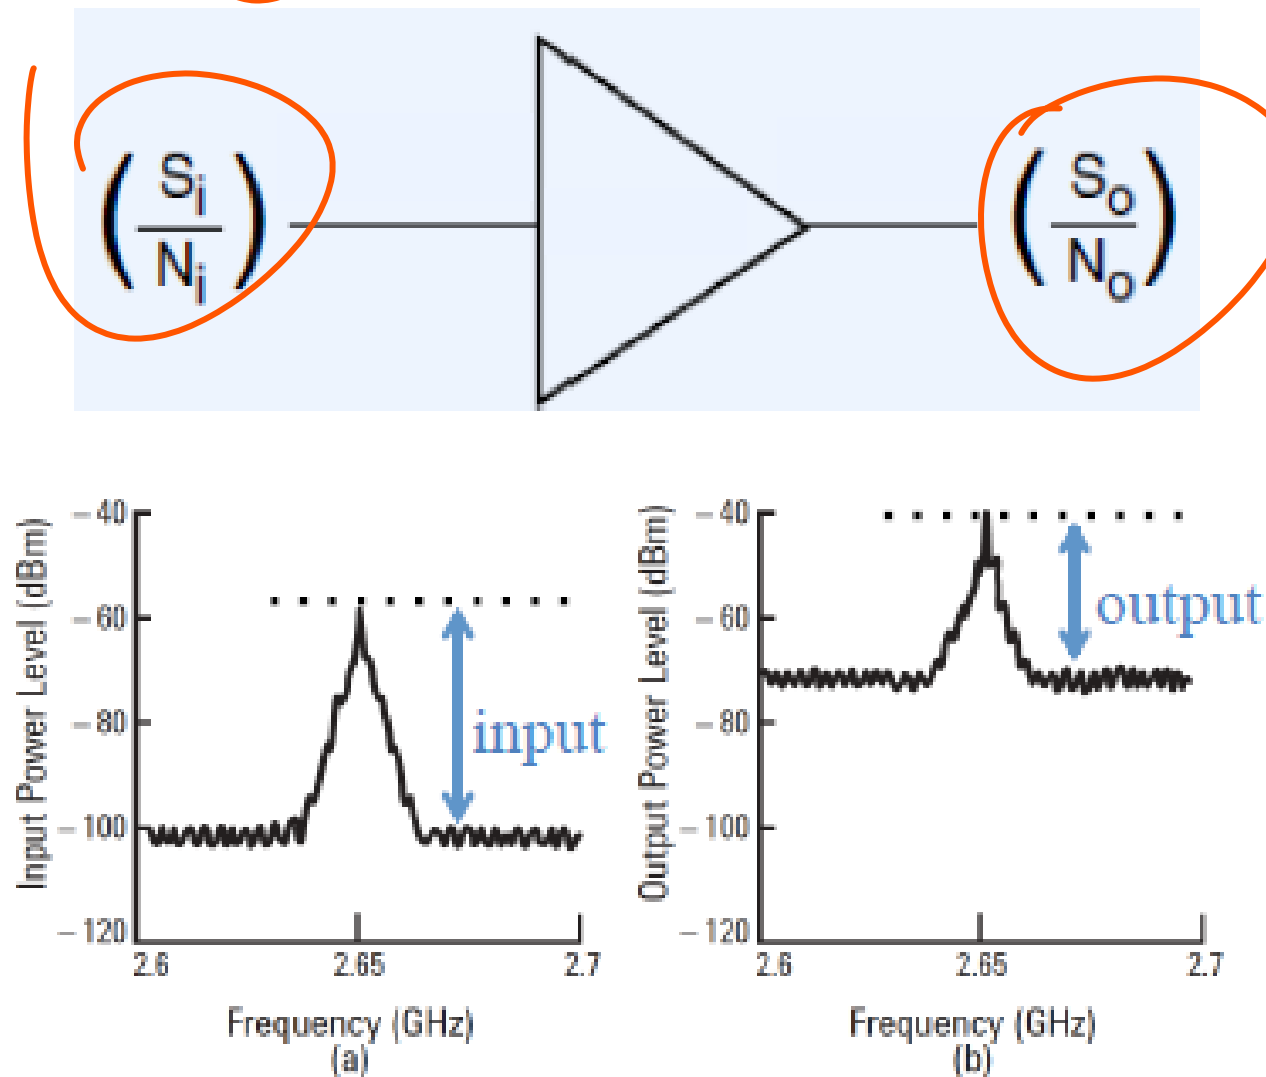 (Si/Ni) (So/No)
Input Power Level (dBm)
–40
–60
–80
–100
–120
input
2.6 2.65 2.7
Frequency (GHz)
(a)
Output Power Level (dBm)
–40
–60
–80
–100
–120
output
2.6 2.65 2.7
Frequency (GHz)
(b)